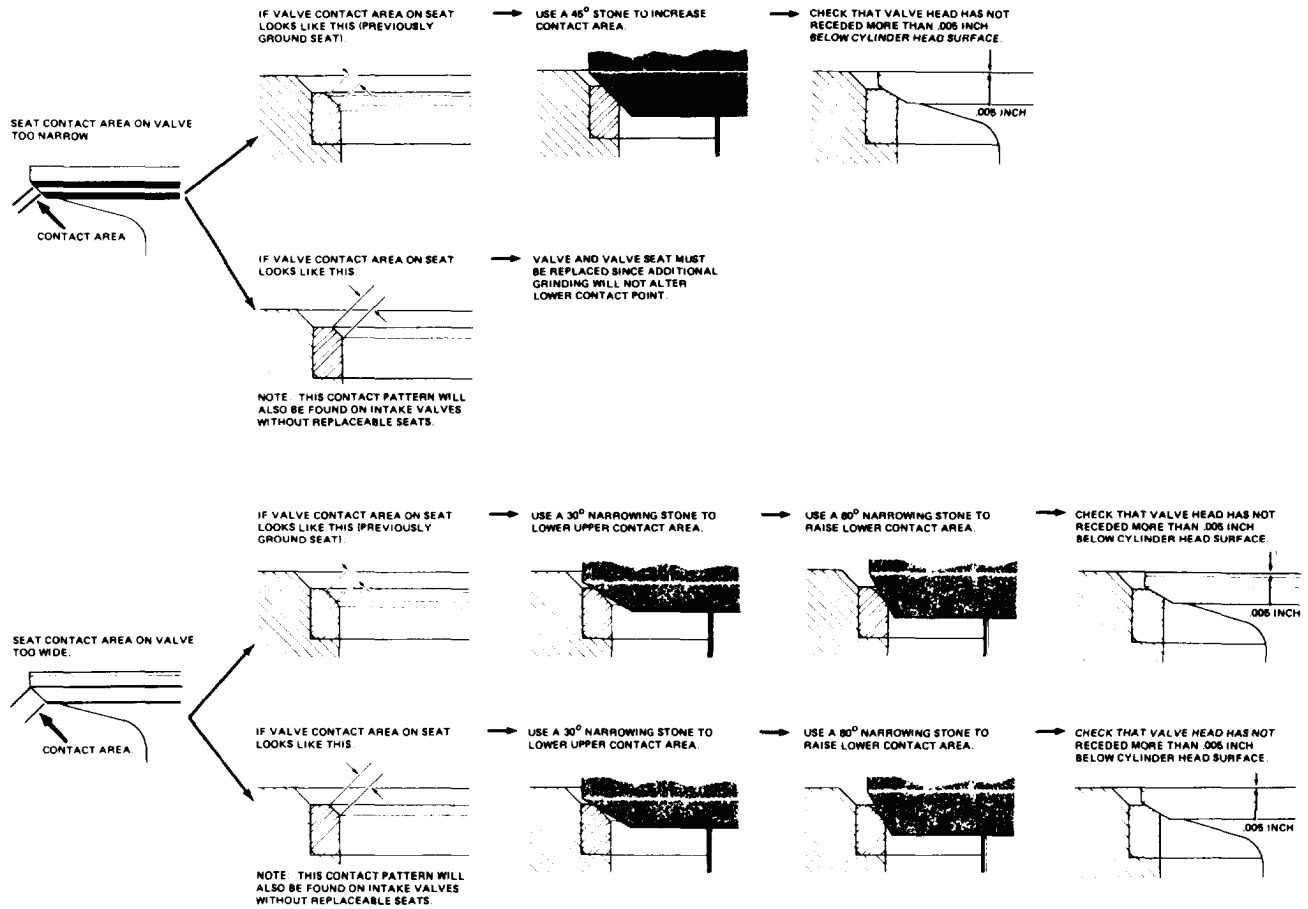 IF VALVE CONTACT AREA ON SEAT
LOOKS LIKE THIS (PREVIOUSLY
GROUND SEAT).
USE A 45° STONE TO INCREASE
CONTACT AREA.
CHECK THAT VALVE HEAD HAS NOT
RECEDED MORE THAN .005 INCH
BELOW CYLINDER HEAD SURFACE.
.005 INCH
SEAT CONTACT AREA ON VALVE
TOO NARROW
CONTACT AREA
IF VALVE CONTACT AREA ON SEAT
LOOKS LIKE THIS.
VALVE AND VALVE SEAT MUST
BE REPLACED SINCE ADDITIONAL
GRINDING WILL NOT ALTER
LOWER CONTACT POINT.
NOTE: THIS CONTACT PATTERN WILL
ALSO BE FOUND ON INTAKE VALVES
WITHOUT REPLACEABLE SEATS.
IF VALVE CONTACT AREA ON SEAT
LOOKS LIKE THIS (PREVIOUSLY
GROUND SEAT).
USE A 30° NARROWING STONE TO
LOWER UPPER CONTACT AREA.
USE A 60° NARROWING STONE TO
RAISE LOWER CONTACT AREA.
CHECK THAT VALVE HEAD HAS NOT
RECEDED MORE THAN .005 INCH
BELOW CYLINDER HEAD SURFACE.
.005 INCH
SEAT CONTACT AREA ON VALVE
TOO WIDE.
CONTACT AREA.
IF VALVE CONTACT AREA ON SEAT
LOOKS LIKE THIS.
USE A 30° NARROWING STONE TO
LOWER UPPER CONTACT AREA.
USE A 60° NARROWING STONE TO
RAISE LOWER CONTACT AREA.
CHECK THAT VALVE HEAD HAS NOT
RECEDED MORE THAN .005 INCH
BELOW CYLINDER HEAD SURFACE.
.005 INCH
NOTE: THIS CONTACT PATTERN WILL
ALSO BE FOUND ON INTAKE VALVES
WITHOUT REPLACEABLE SEATS.